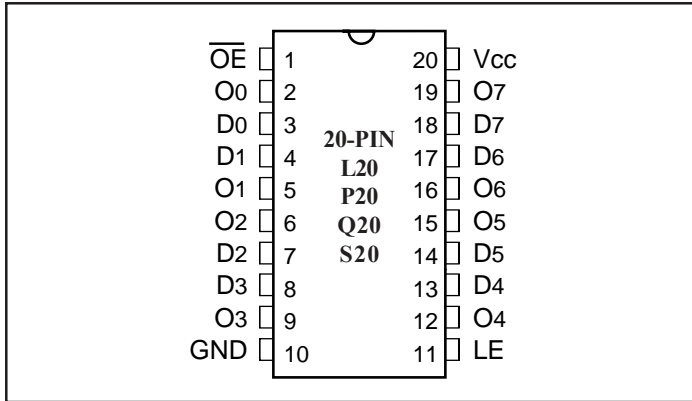 OE 1 20 Vcc
O0 2 19 O7
D0 3 18 D7
D1 4 17 D6
O1 5 16 O6
O2 6 15 O5
D2 7 14 D5
D3 8 13 D4
O3 9 12 O4
GND 10 11 LE
20-PIN
L20
P20
Q20
S20